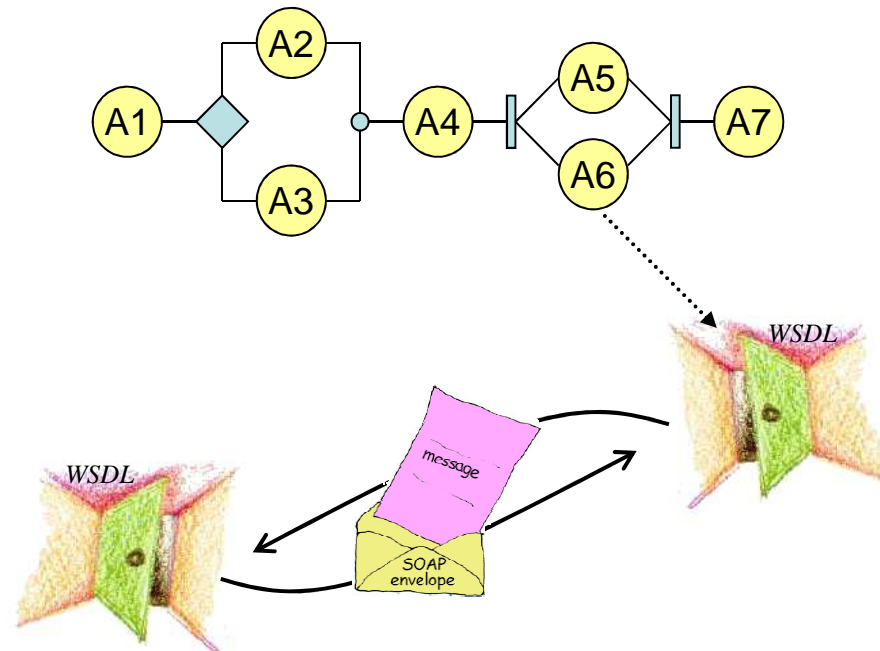 A2
A5
A1
A4
A7
A3
A6
WSDL
WSDL
message
SOAP
envelope